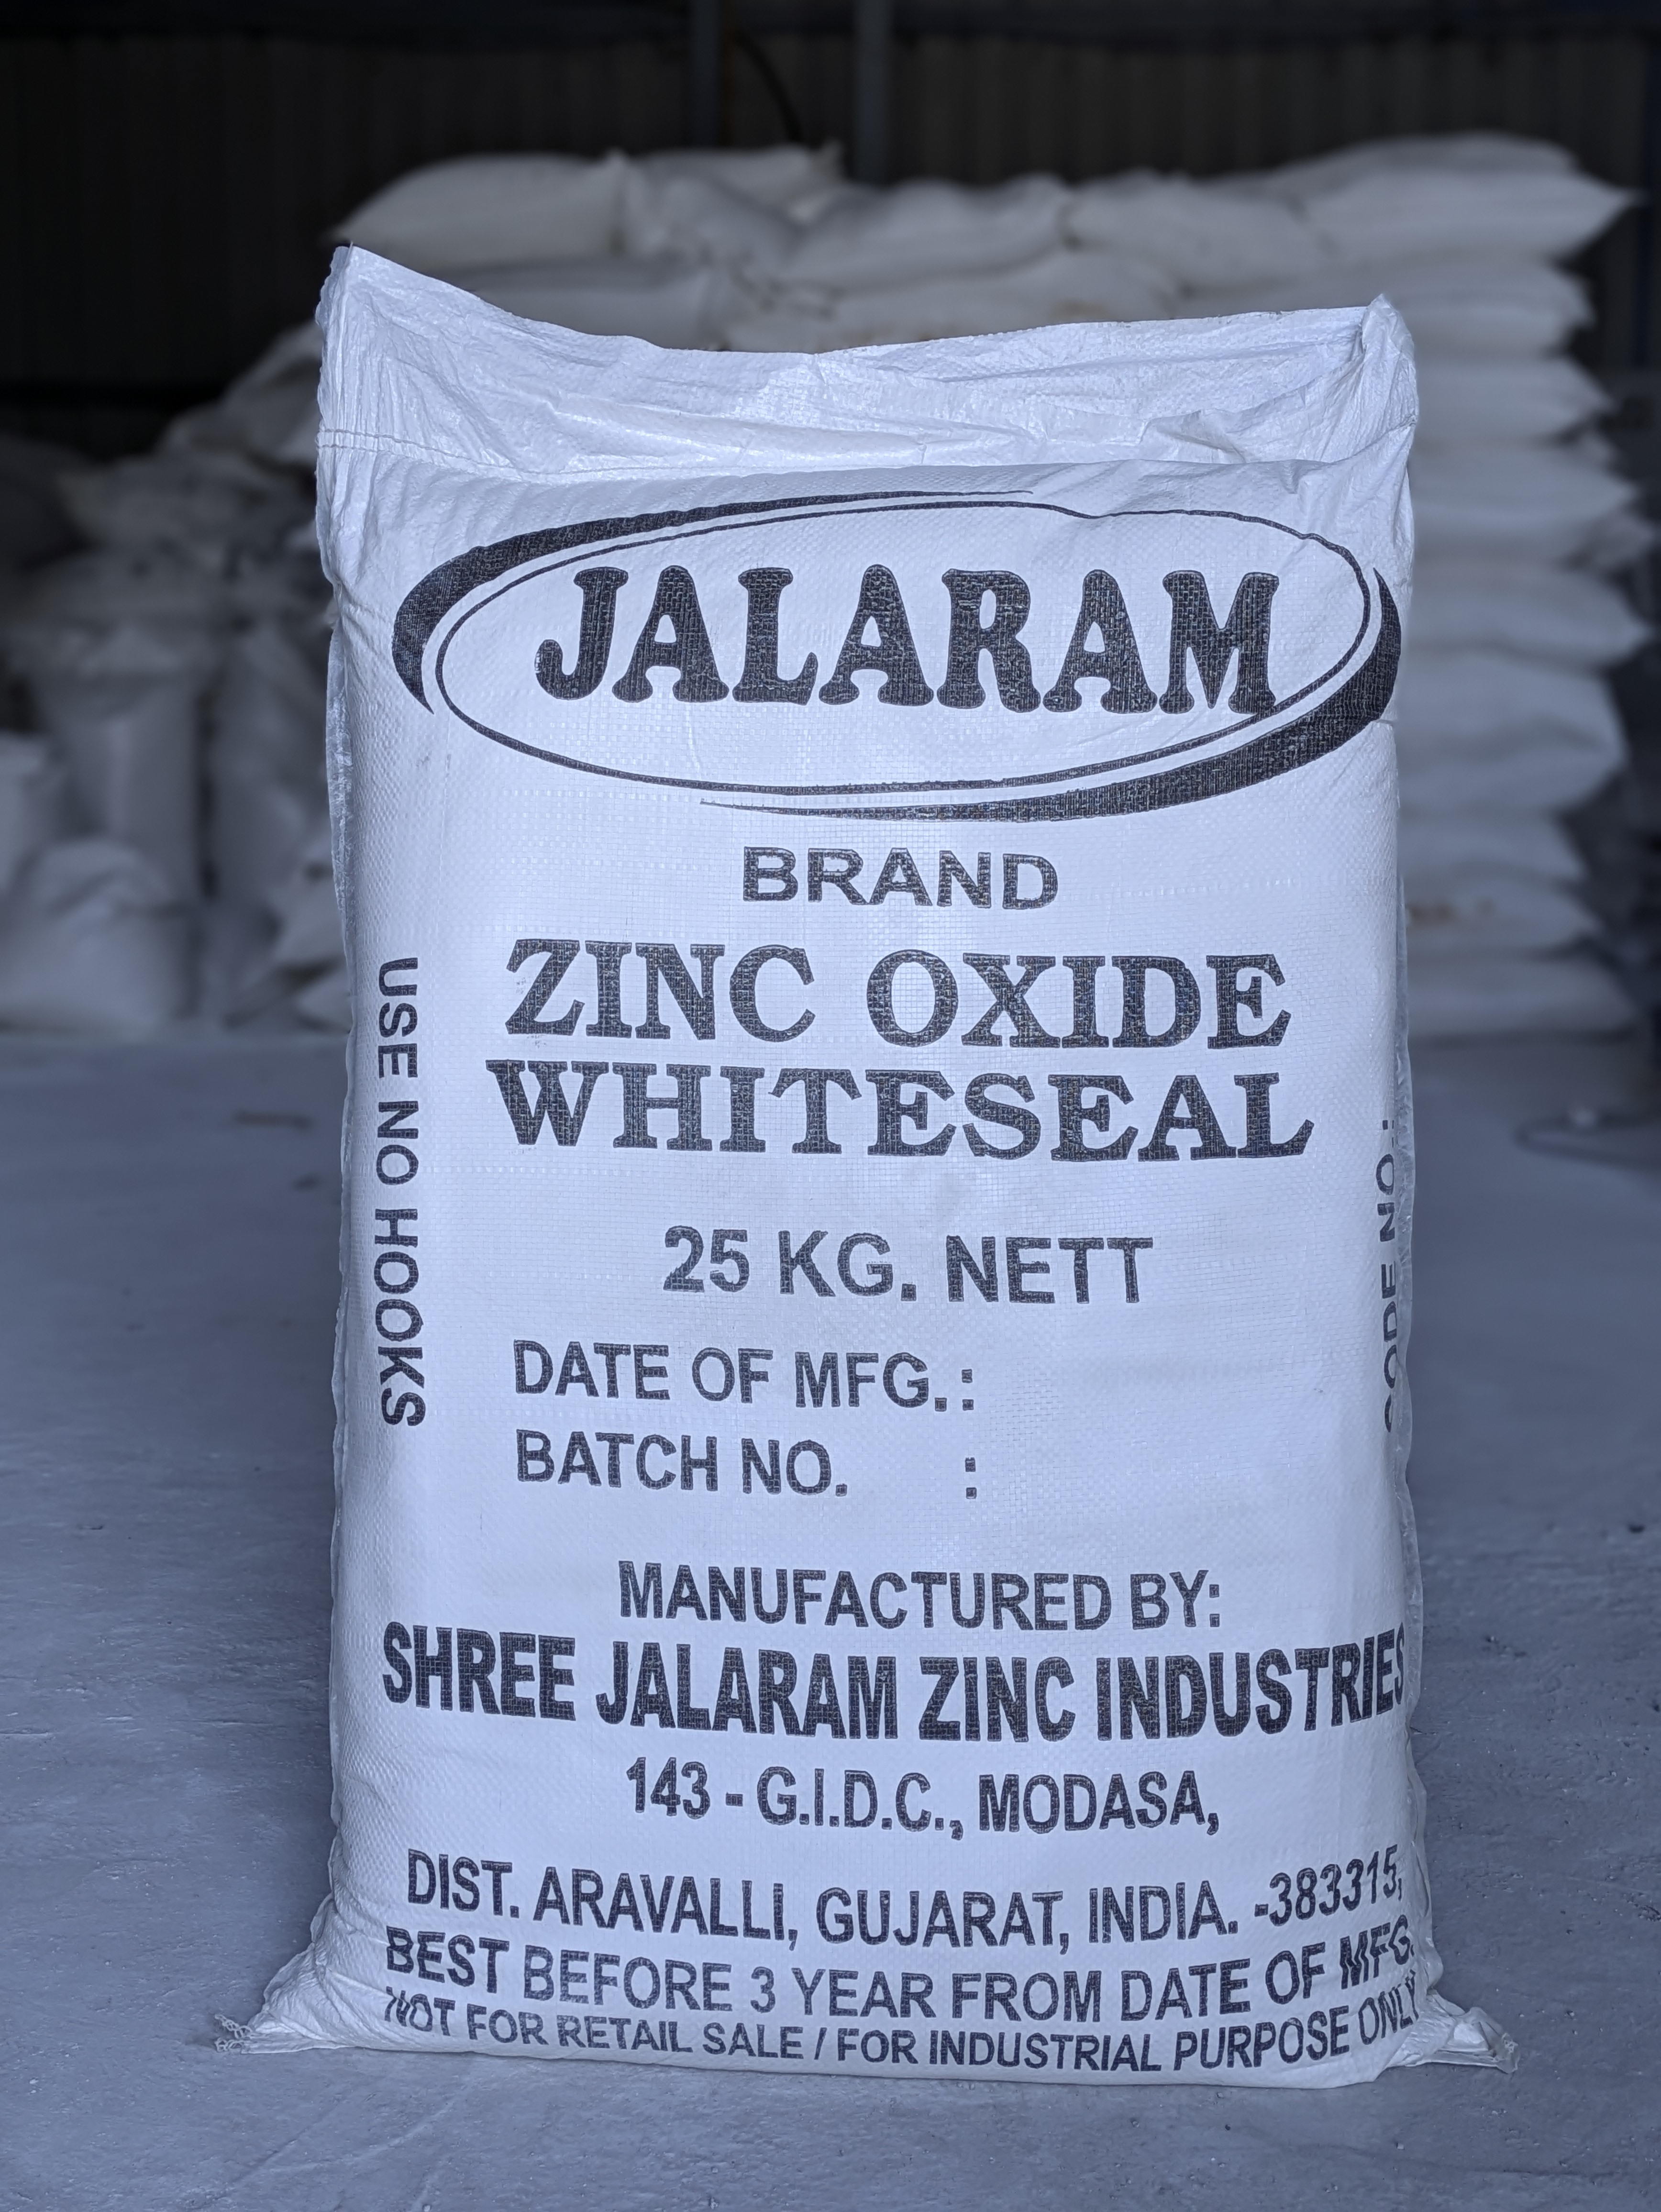 JALARAM
BRAND
ZINC OXIDE
WHITESEAL
25 KG. NETT
DATE OF MFG. :
BATCH NO. :
USE NO HOOKS
CODE NO.:
MANUFACTURED BY:
SHREE JALARAM ZINC INDUSTRIES
143 - G.I.D.C., MODASA,
DIST. ARAVALLI, GUJARAT, INDIA. -383315,
BEST BEFORE 3 YEAR FROM DATE OF MFG.
NOT FOR RETAIL SALE / FOR INDUSTRIAL PURPOSE ONLY